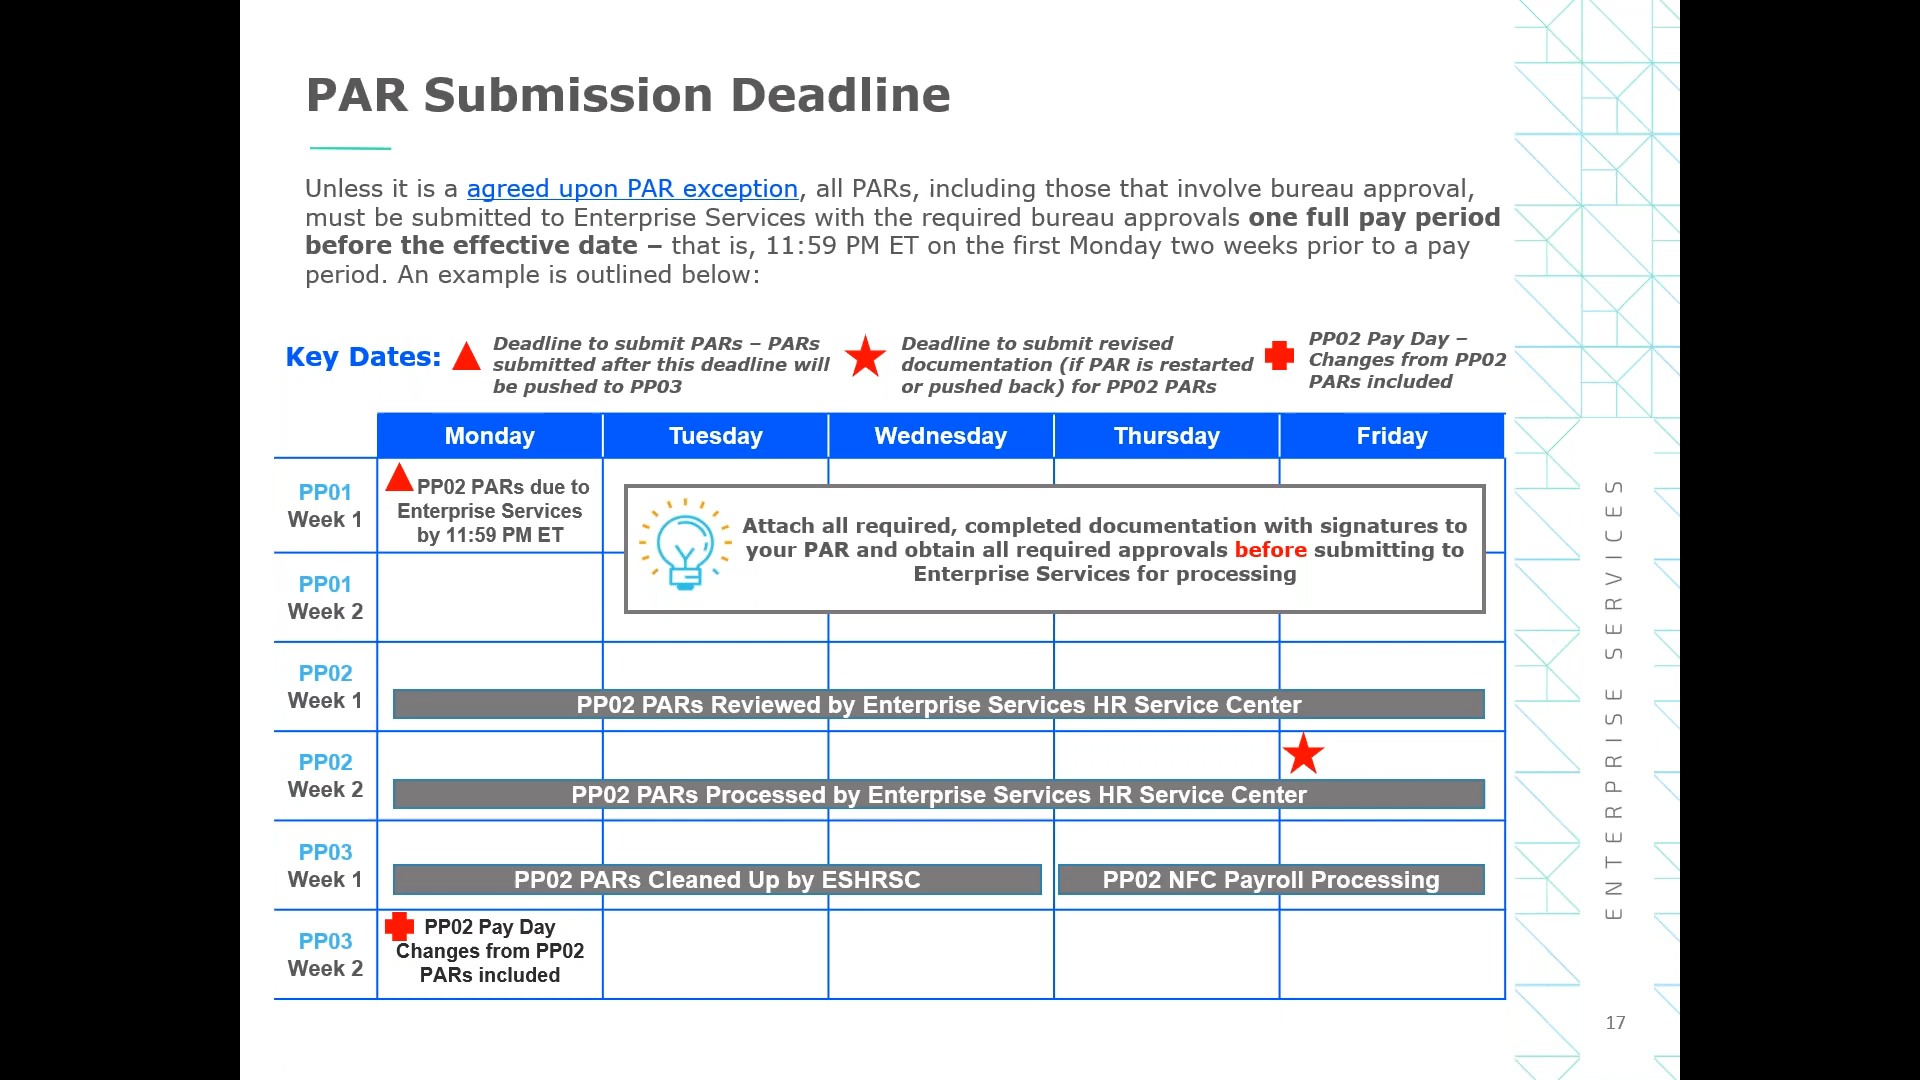 PAR Submission Deadline
Unless it is a agreed upon PAR exception, all PARs, including those that involve bureau approval,
must be submitted to Enterprise Services with the required bureau approvals one full pay period
before the effective date – that is, 11:59 PM ET on the first Monday two weeks prior to a pay
period. An example is outlined below:
Key Dates:
Deadline to submit PARs – PARs
submitted after this deadline will
be pushed to PP03
Deadline to submit revised
documentation (if PAR is restarted
or pushed back) for PP02 PARs
PP02 Pay Day –
Changes from PP02
PARs included
Monday
Tuesday
Wednesday
Thursday
Friday
PP01
Week 1
PP02 PARs due to
Enterprise Services
by 11:59 PM ET
Attach all required, completed documentation with signatures to
your PAR and obtain all required approvals before submitting to
Enterprise Services for processing
PP01
Week 2
PP02
Week 1
PP02 PARs Reviewed by Enterprise Services HR Service Center
PP02
Week 2
PP02 PARs Processed by Enterprise Services HR Service Center
PP03
Week 1
PP02 PARs Cleaned Up by ESHRSC
PP02 NFC Payroll Processing
PP03
Week 2
PP02 Pay Day
Changes from PP02
PARs included
ENTERPRISE SERVICES
17